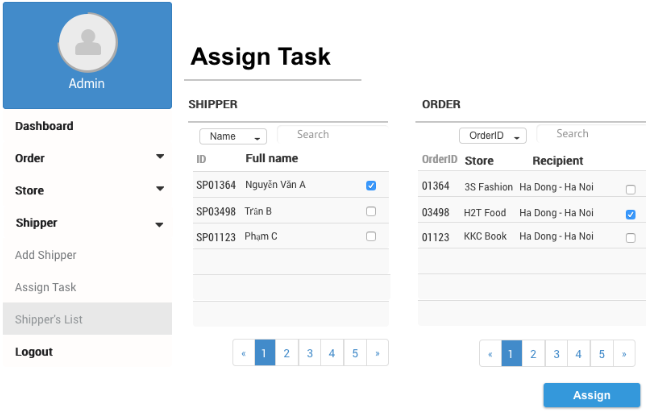 Admin
Dashboard
Order
Store
Shipper
Add Shipper
Assign Task
Shipper's List
Logout
Assign Task
SHIPPER
Name Search
ID Full name
SP01364 Nguyễn Văn A
SP03498 Trần B
SP01123 Phạm C
« 1 2 3 4 5 »
ORDER
OrderID Search
OrderID Store Recipient
01364 3S Fashion Ha Dong - Ha Noi
03498 H2T Food Ha Dong - Ha Noi
01123 KKC Book Ha Dong - Ha Noi
« 1 2 3 4 5 »
Assign